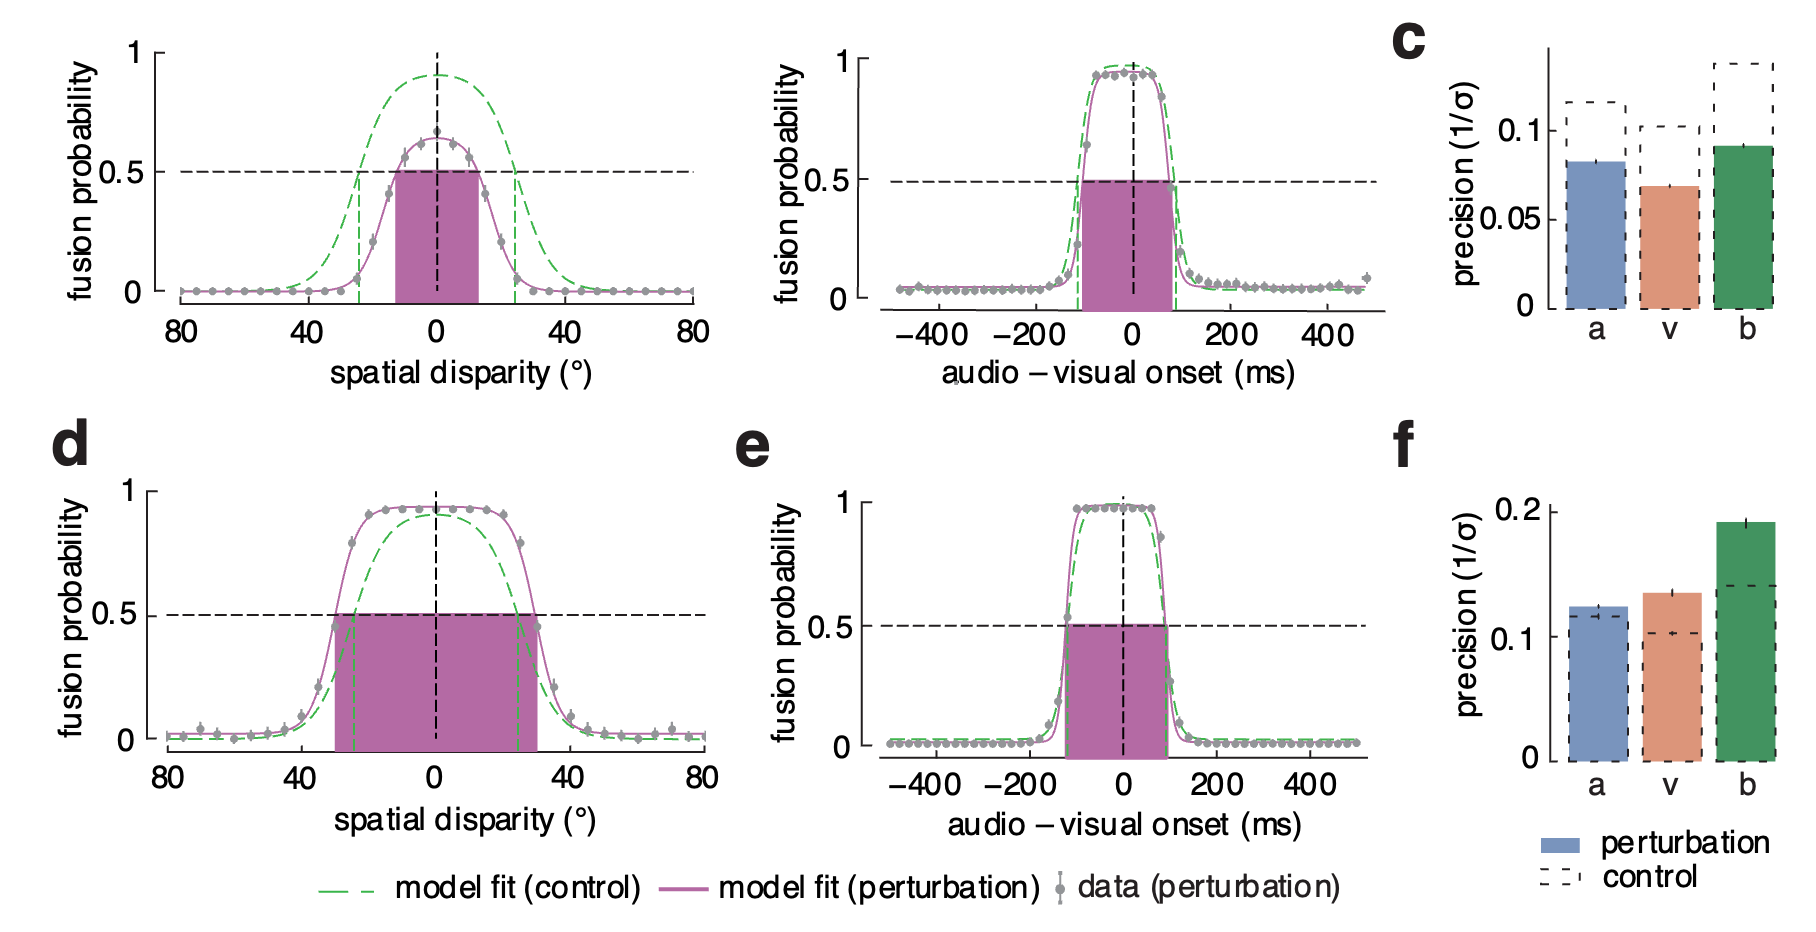 fusion probability
1
0.5
0
80 40 0 40 80
spatial disparity (°)
fusion probability
1
0.5
0
−400 −200 0 200 400
audio – visual onset (ms)
c
precision (1/σ)
0.1
0.05
0
a v b
d
fusion probability
1
0.5
0
80 40 0 40 80
spatial disparity (°)
e
fusion probability
1
0.5
0
−400 −200 0 200 400
audio – visual onset (ms)
f
precision (1/σ)
0.2
0.1
0
a v b
perturbation
control
model fit (control) model fit (perturbation) data (perturbation)